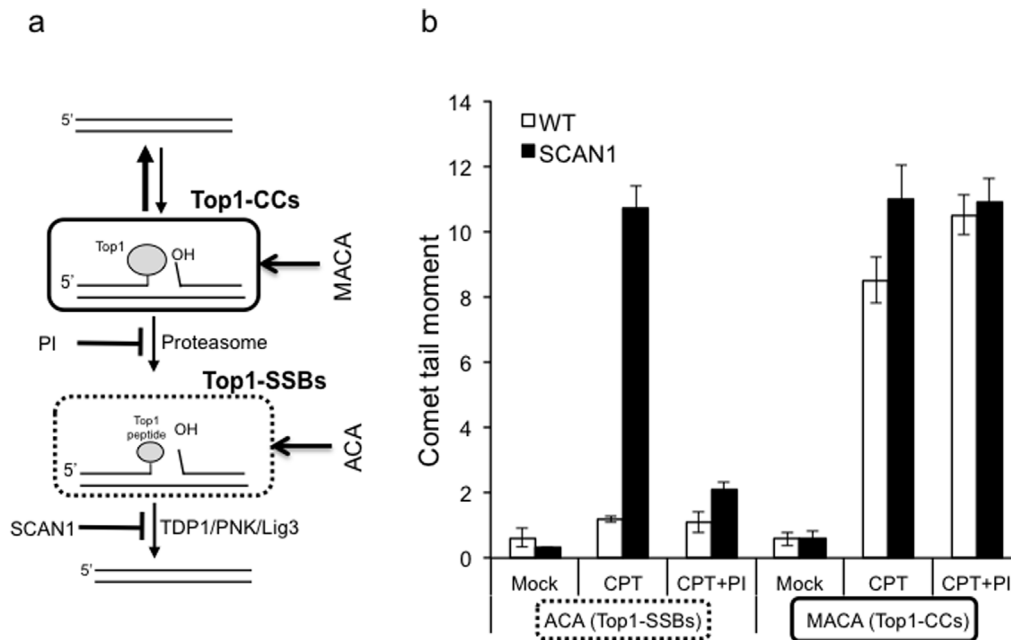 a
5'
Top1-CCs
Top1
OH
5'
MACA
PI
Proteasome
Top1-SSBs
Top1
peptide
OH
5'
ACA
SCAN1
TDP1/PNK/Lig3
5'
b
Comet tail moment
14
12
10
8
6
4
2
0
WT
SCAN1
Mock CPT CPT+PI Mock CPT CPT+PI
ACA (Top1-SSBs) MACA (Top1-CCs)